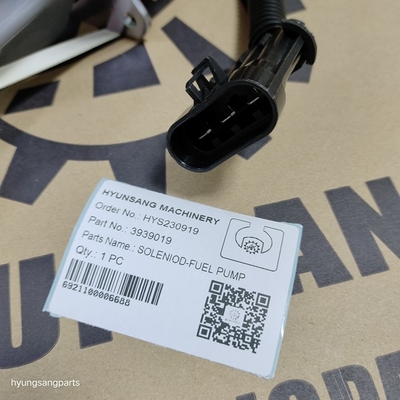 HYUNSANG MACHINERY
Order No.: HYS230919
Part No.: 3939019
Parts Name.: SOLENIOD-FUEL PUMP
Qty.: 1 PC
6921100006688
hyungsangparts